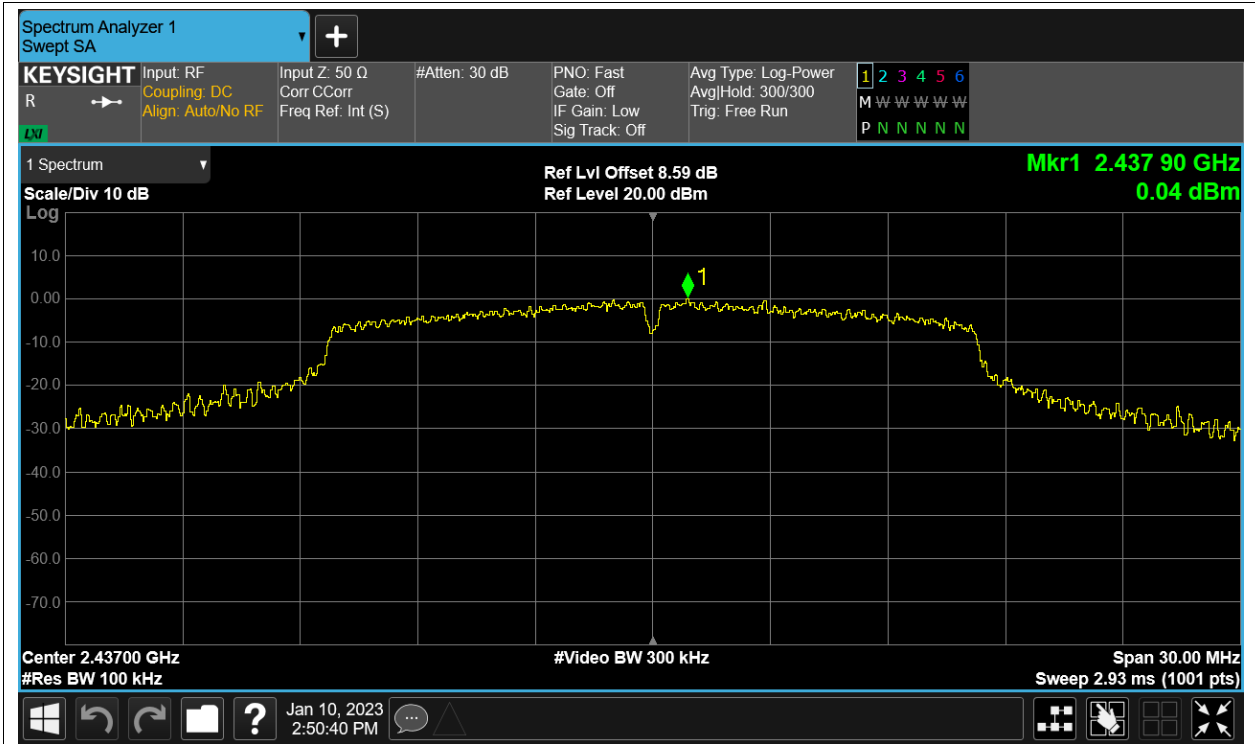 Spectrum Analyzer 1
Swept SA
KEYSIGHT
R
LXI
Input: RF
Coupling: DC
Align: Auto/No RF
Input Z: 50 Ω
Corr CCorr
Freq Ref: Int (S)
#Atten: 30 dB
PNO: Fast
Gate: Off
IF Gain: Low
Sig Track: Off
Avg Type: Log-Power
Avg|Hold: 300/300
Trig: Free Run
1 2 3 4 5 6
M W W W W W
P N N N N N
1 Spectrum
Scale/Div 10 dB
Log
Ref Lvl Offset 8.59 dB
Ref Level 20.00 dBm
Mkr1 2.437 90 GHz
0.04 dBm
1
10.0
0.00
-10.0
-20.0
-30.0
-40.0
-50.0
-60.0
-70.0
Center 2.43700 GHz
#Res BW 100 kHz
#Video BW 300 kHz
Span 30.00 MHz
Sweep 2.93 ms (1001 pts)
?
Jan 10, 2023
2:50:40 PM